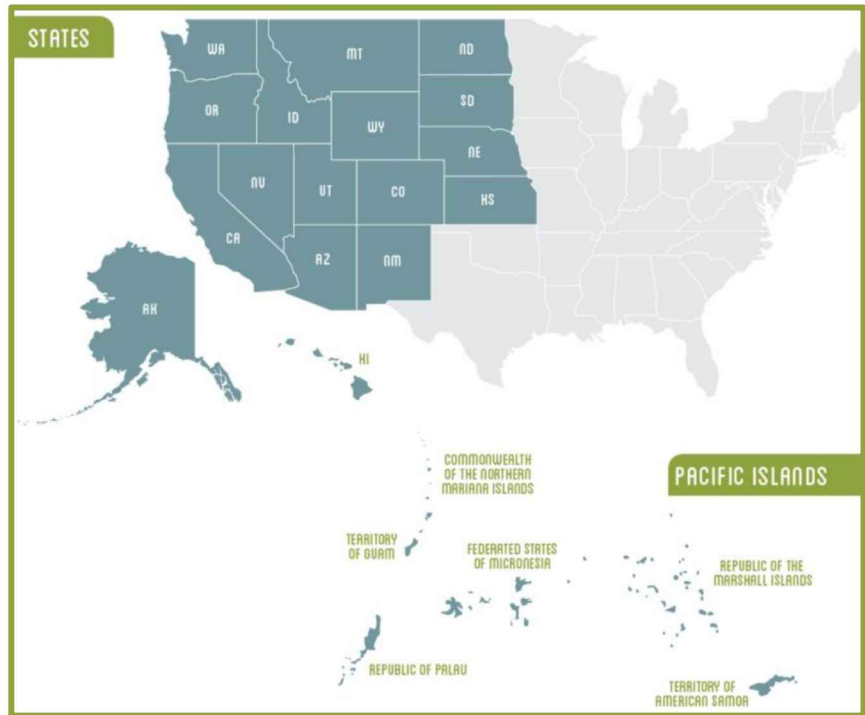 STATES
WA
MT
ND
OR
ID
SD
WY
NE
NV
UT
CO
KS
CA
AZ
NM
AK
HI
COMMONWEALTH
OF THE NORTHERN
MARIANA ISLANDS
PACIFIC ISLANDS
TERRITORY
OF GUAM
FEDERATED STATES
OF MICRONESIA
REPUBLIC OF THE
MARSHALL ISLANDS
REPUBLIC OF PALAU
TERRITORY OF
AMERICAN SAMOA